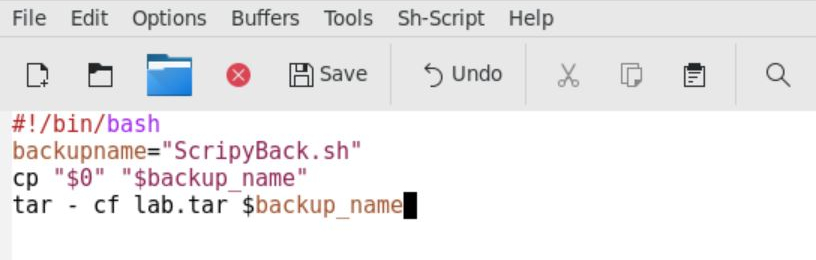 File Edit Options Buffers Tools Sh-Script Help
Save Undo
#!/bin/bash
backupname="ScripyBack.sh"
cp "$0" "$backup_name"
tar - cf lab.tar $backup_name